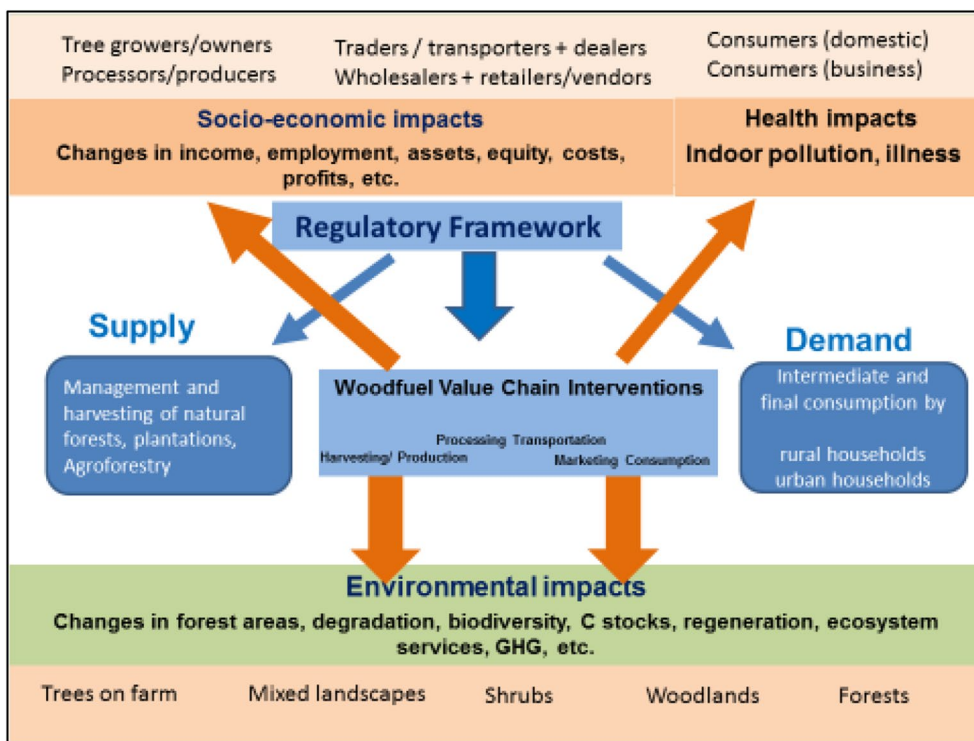 Tree growers/owners
Processors/producers
Traders / transporters + dealers
Wholesalers + retailers/vendors
Consumers (domestic)
Consumers (business)
Socio-economic impacts
Changes in income, employment, assets, equity, costs,
profits, etc.
Health impacts
Indoor pollution, illness
Regulatory Framework
Supply
Management and
harvesting of natural
forests, plantations,
Agroforestry
Woodfuel Value Chain Interventions
Processing Transportation
Harvesting/ Production
Marketing Consumption
Demand
Intermediate and
final consumption by
rural households
urban households
Environmental impacts
Changes in forest areas, degradation, biodiversity, C stocks, regeneration, ecosystem
services, GHG, etc.
Trees on farm
Mixed landscapes
Shrubs
Woodlands
Forests